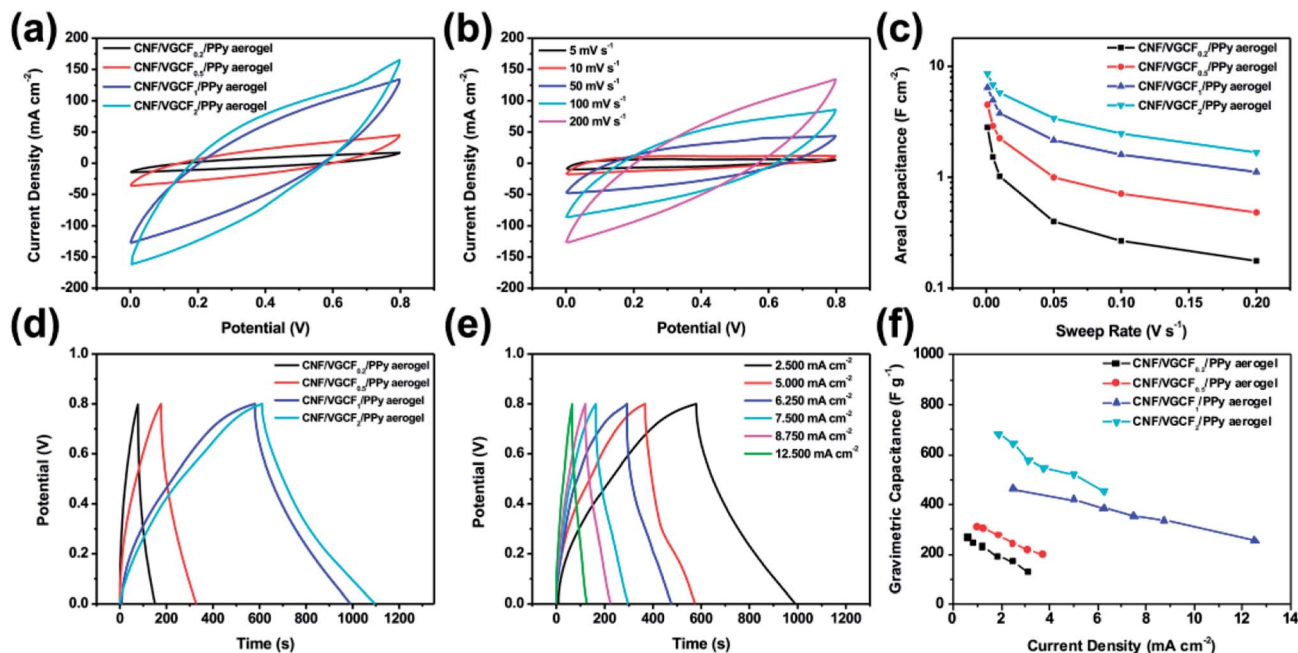 (a)
CNF/VGCF0.2/PPy aerogel
CNF/VGCF0.5/PPy aerogel
CNF/VGCF1/PPy aerogel
CNF/VGCF2/PPy aerogel
Current Density (mA cm-2)
200
150
100
50
0
-50
-100
-150
-200
0.0 0.2 0.4 0.6 0.8
Potential (V)
(b)
5 mV s-1
10 mV s-1
50 mV s-1
100 mV s-1
200 mV s-1
Current Density (mA cm-2)
200
150
100
50
0
-50
-100
-150
-200
0.0 0.2 0.4 0.6 0.8
Potential (V)
(c)
CNF/VGCF0.2/PPy aerogel
CNF/VGCF0.5/PPy aerogel
CNF/VGCF1/PPy aerogel
CNF/VGCF2/PPy aerogel
Areal Capacitance (F cm-2)
10
1
0.1
0.00 0.05 0.10 0.15 0.20
Sweep Rate (V s-1)
(d)
CNF/VGCF0.2/PPy aerogel
CNF/VGCF0.5/PPy aerogel
CNF/VGCF1/PPy aerogel
CNF/VGCF2/PPy aerogel
Potential (V)
1.0
0.8
0.6
0.4
0.2
0.0
0 200 400 600 800 1000 1200
Time (s)
(e)
2.500 mA cm-2
5.000 mA cm-2
6.250 mA cm-2
7.500 mA cm-2
8.750 mA cm-2
12.500 mA cm-2
Potential (V)
1.0
0.8
0.6
0.4
0.2
0.0
0 200 400 600 800 1000 1200
Time (s)
(f)
CNF/VGCF0.2/PPy aerogel
CNF/VGCF0.5/PPy aerogel
CNF/VGCF1/PPy aerogel
CNF/VGCF2/PPy aerogel
Gravimetric Capacitance (F g-1)
1000
800
600
400
200
0
0 2 4 6 8 10 12 14
Current Density (mA cm-2)